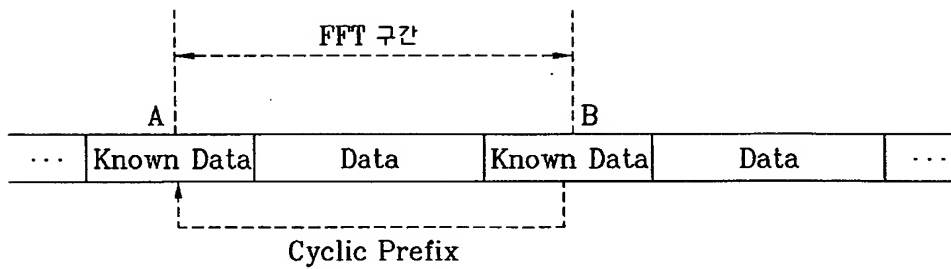 FFT 구간
A B
··· Known Data Data Known Data Data ···
Cyclic Prefix